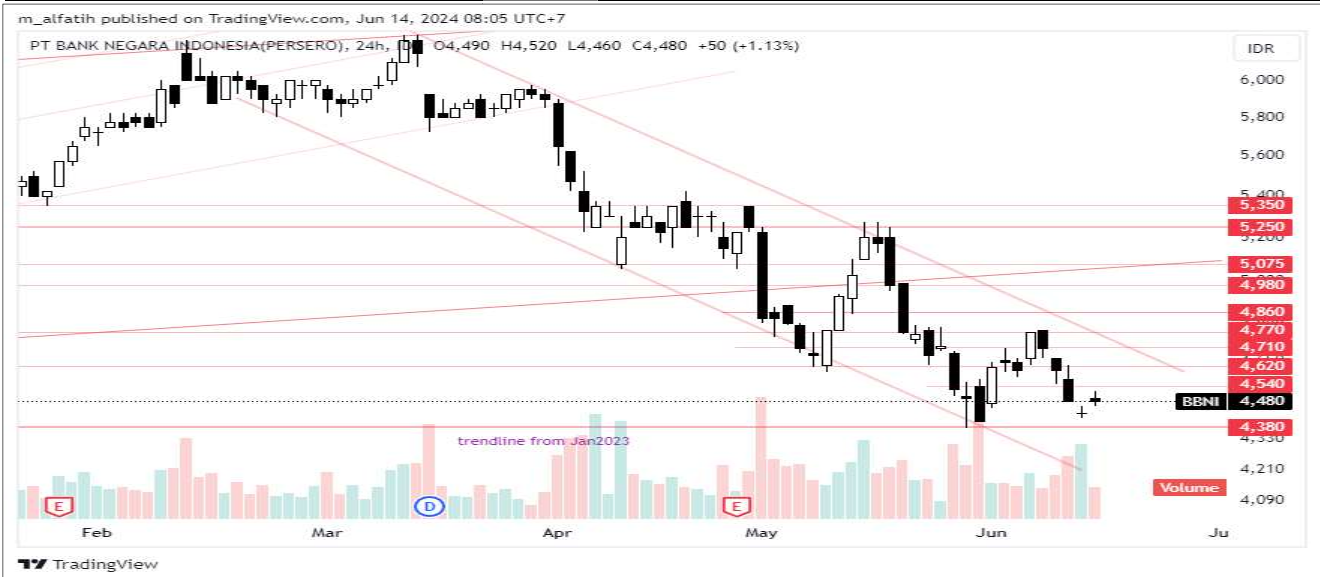 m_alfatih published on TradingView.com, Jun 14, 2024 08:05 UTC+7
PT BANK NEGARA INDONESIA(PERSERO), 24h, O4,490 H4,520 L4,460 C4,480 +50 (+1.13%)
IDR
6,000
5,800
5,600
5,400
5,350
5,250
5,200
5,075
4,980
4,860
4,770
4,710
4,620
4,540
BBNI 4,480
4,380
4,330
trendline from Jan2023
4,210
Volume
4,090
E
D
E
Feb Mar Apr May Jun Ju
TradingView